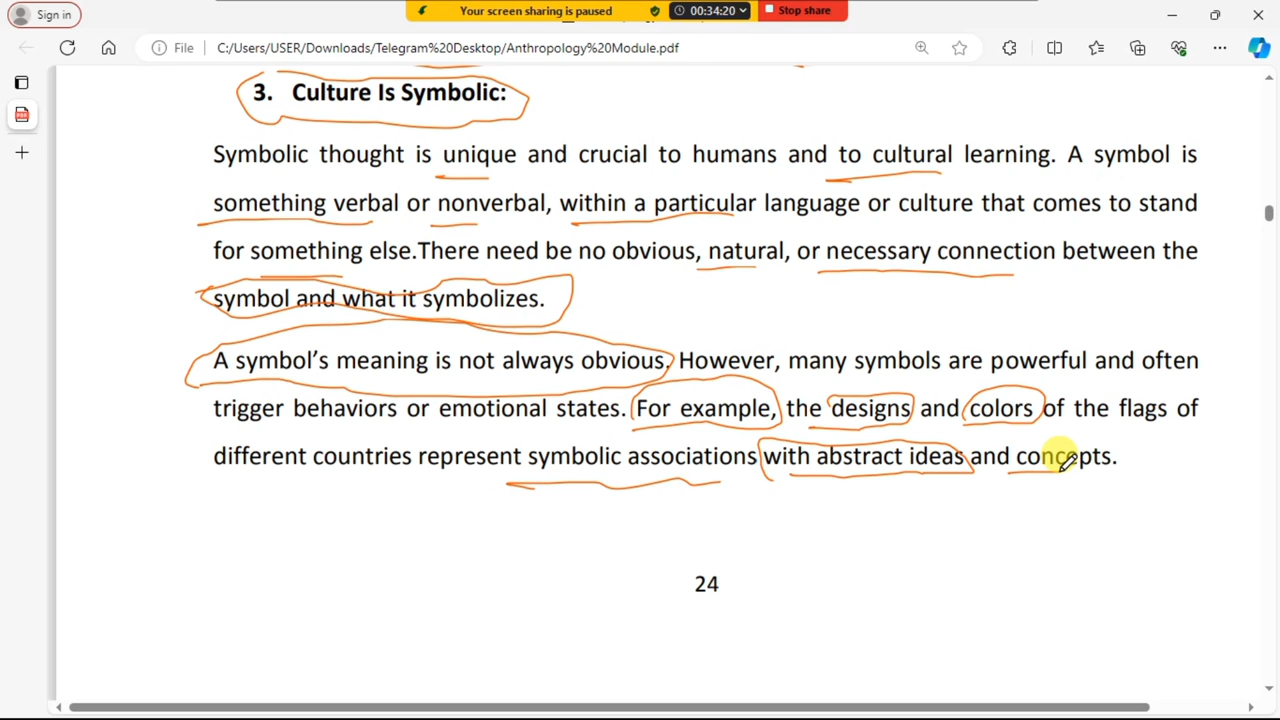 Sign in
Your screen sharing is paused
00:34:20
Stop share
File
C:/Users/USER/Downloads/Telegram%20Desktop/Anthropology%20Module.pdf
3. Culture Is Symbolic:
Symbolic thought is unique and crucial to humans and to cultural learning. A symbol is
something verbal or nonverbal, within a particular language or culture that comes to stand
for something else.There need be no obvious, natural, or necessary connection between the
symbol and what it symbolizes.
A symbol’s meaning is not always obvious. However, many symbols are powerful and often
trigger behaviors or emotional states. For example, the designs and colors of the flags of
different countries represent symbolic associations with abstract ideas and concepts.
24